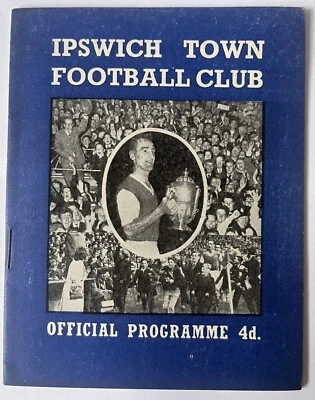 IPSWICH TOWN
FOOTBALL CLUB
OFFICIAL PROGRAMME 4d.